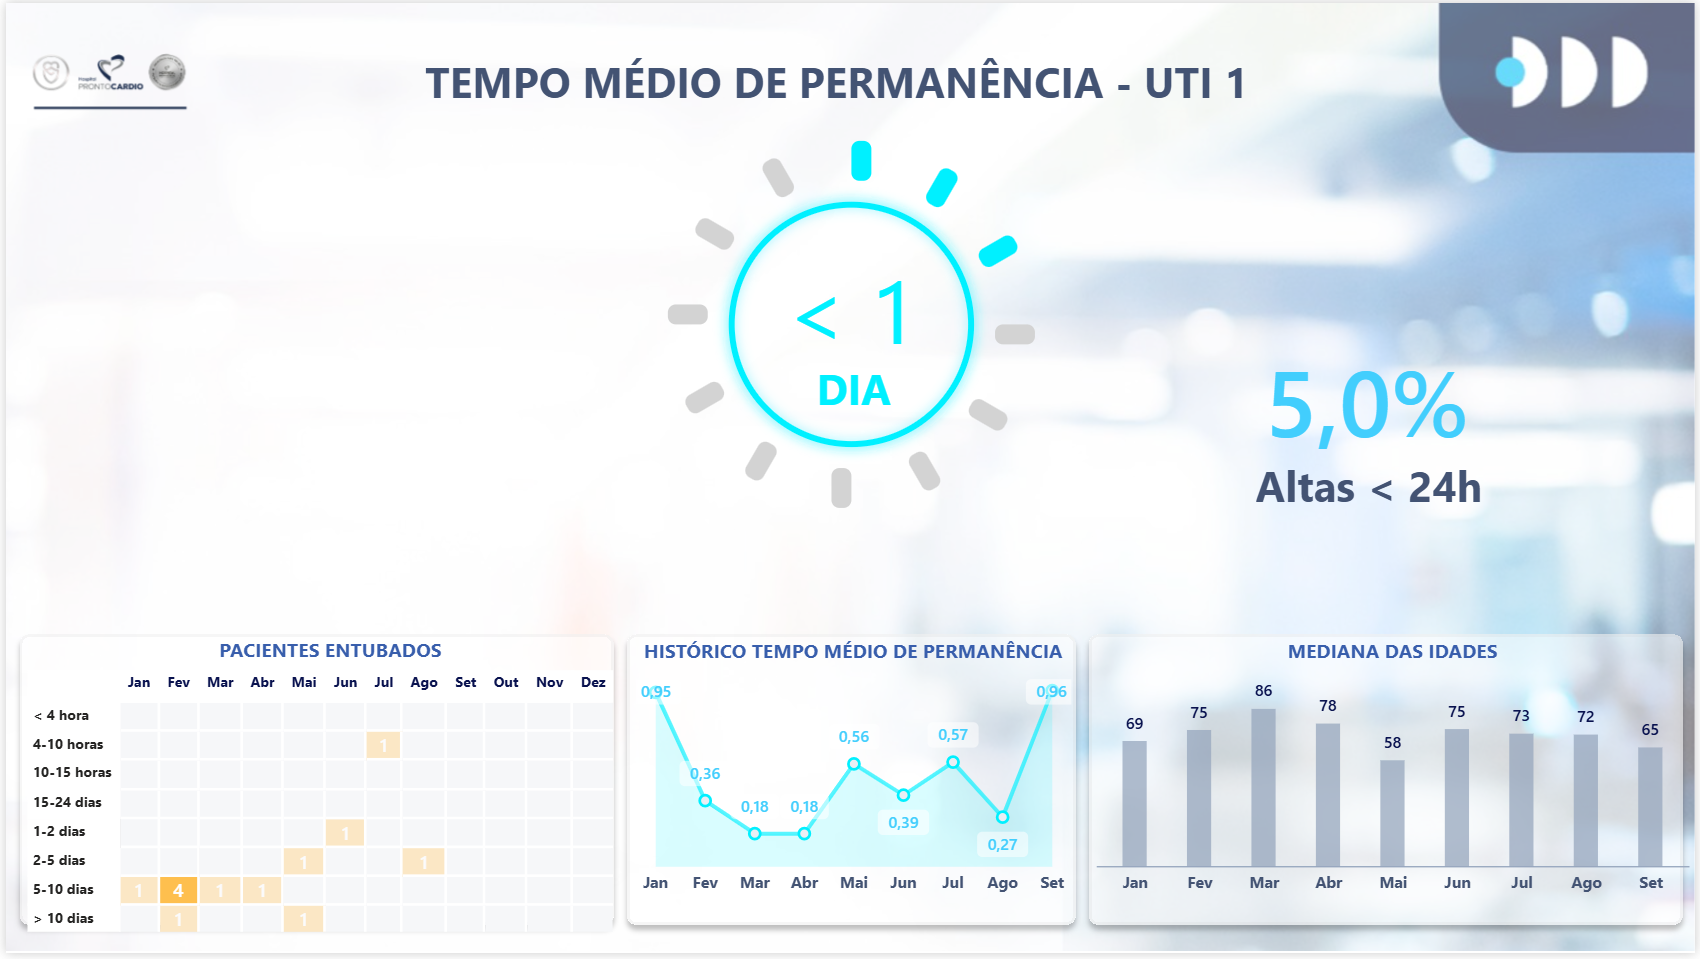 Hospital
PRONTOCARDIO
TEMPO MÉDIO DE PERMANÊNCIA - UTI 1
< 1
DIA
5,0%
Altas < 24h
PACIENTES ENTUBADOS
Jan Fev Mar Abr Mai Jun Jul Ago Set Out Nov Dez
< 4 hora
4-10 horas 1
10-15 horas
15-24 dias
1-2 dias 1
2-5 dias 1 1
5-10 dias 1 4 1 1
> 10 dias 1 1
HISTÓRICO TEMPO MÉDIO DE PERMANÊNCIA
0,95 0,36 0,18 0,18 0,56 0,39 0,57 0,27 0,96
Jan Fev Mar Abr Mai Jun Jul Ago Set
MEDIANA DAS IDADES
69 75 86 78 58 75 73 72 65
Jan Fev Mar Abr Mai Jun Jul Ago Set